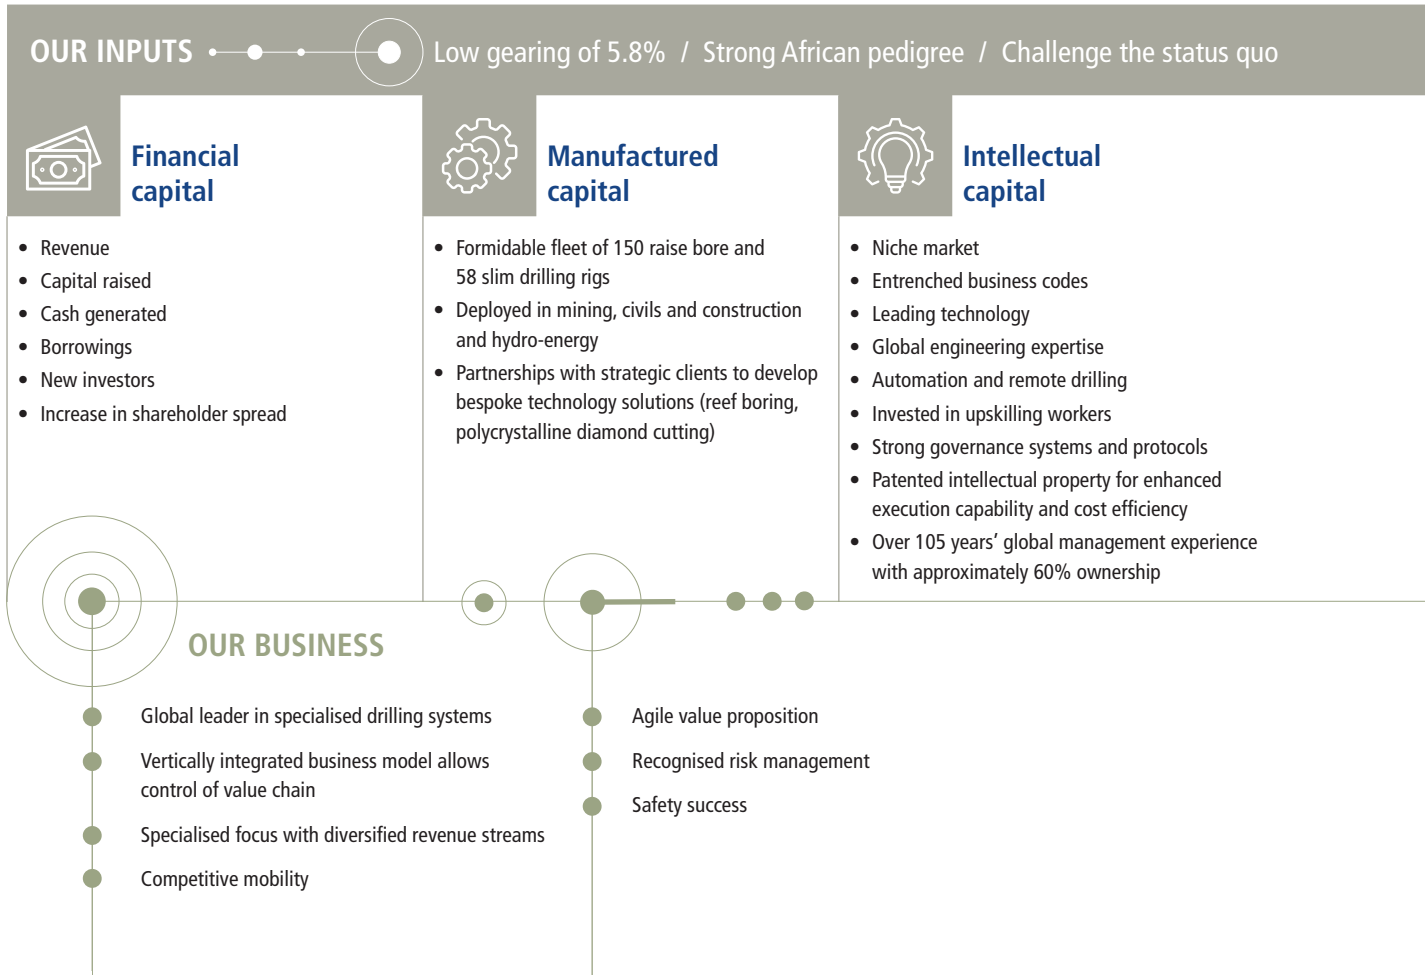 OUR INPUTS
Low gearing of 5.8% / Strong African pedigree / Challenge the status quo
Financial
capital
• Revenue
• Capital raised
• Cash generated
• Borrowings
• New investors
• Increase in shareholder spread
Manufactured
capital
• Formidable fleet of 150 raise bore and
58 slim drilling rigs
• Deployed in mining, civils and construction
and hydro-energy
• Partnerships with strategic clients to develop
bespoke technology solutions (reef boring,
polycrystalline diamond cutting)
Intellectual
capital
• Niche market
• Entrenched business codes
• Leading technology
• Global engineering expertise
• Automation and remote drilling
• Invested in upskilling workers
• Strong governance systems and protocols
• Patented intellectual property for enhanced
execution capability and cost efficiency
• Over 105 years’ global management experience
with approximately 60% ownership
OUR BUSINESS
Global leader in specialised drilling systems
Vertically integrated business model allows
control of value chain
Specialised focus with diversified revenue streams
Competitive mobility
Agile value proposition
Recognised risk management
Safety success